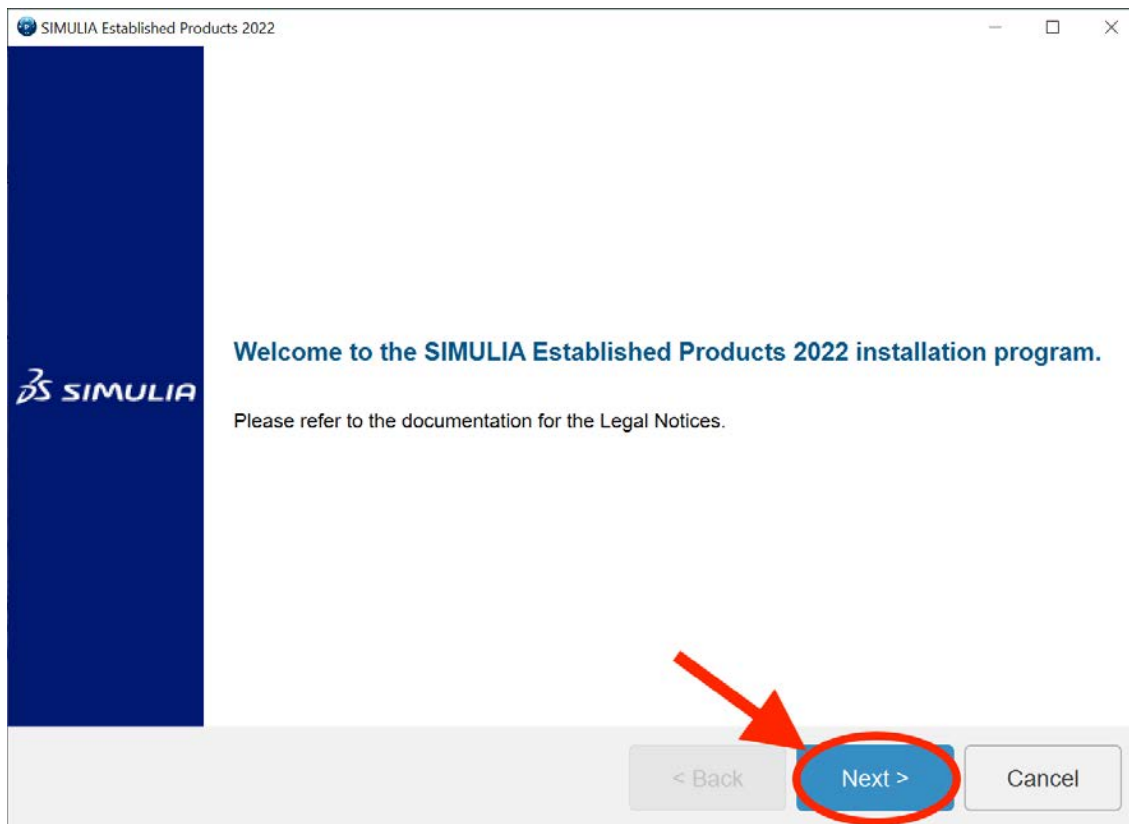 SIMULIA Established Products 2022
Welcome to the SIMULIA Established Products 2022 installation program.
3S SIMULIA
Please refer to the documentation for the Legal Notices.
< Back
Next >
Cancel